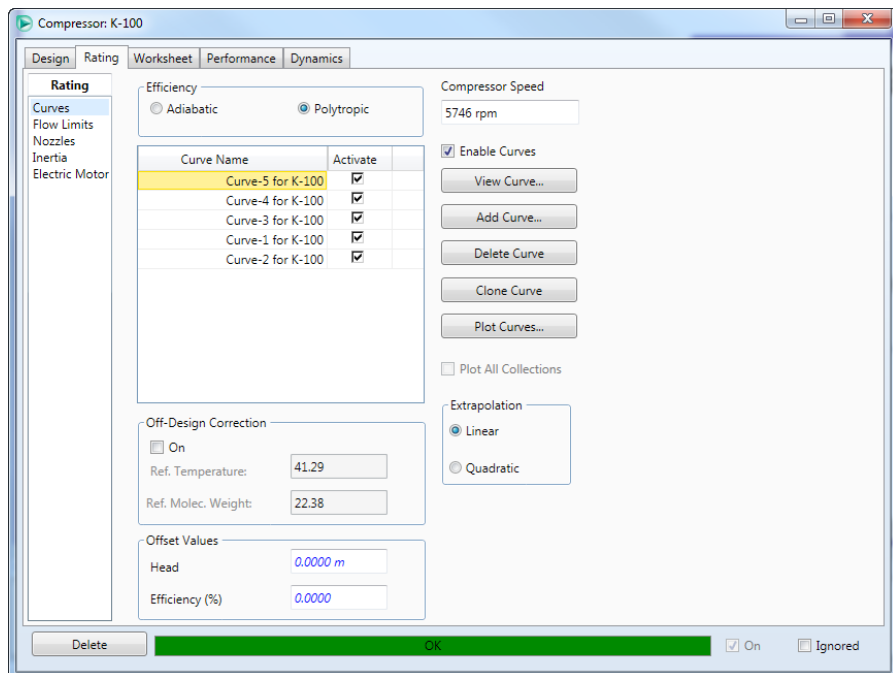 Compressor: K-100
Design Rating Worksheet Performance Dynamics
Rating
Curves
Flow Limits
Nozzles
Inertia
Electric Motor
Efficiency
Adiabatic Polytropic
Curve Name Activate
Curve-5 for K-100
Curve-4 for K-100
Curve-3 for K-100
Curve-1 for K-100
Curve-2 for K-100
Off-Design Correction
On
Ref. Temperature: 41.29
Ref. Molec. Weight: 22.38
Offset Values
Head 0.0000 m
Efficiency (%) 0.0000
Compressor Speed
5746 rpm
Enable Curves
View Curve...
Add Curve...
Delete Curve
Clone Curve
Plot Curves...
Plot All Collections
Extrapolation
Linear
Quadratic
Delete OK On Ignored